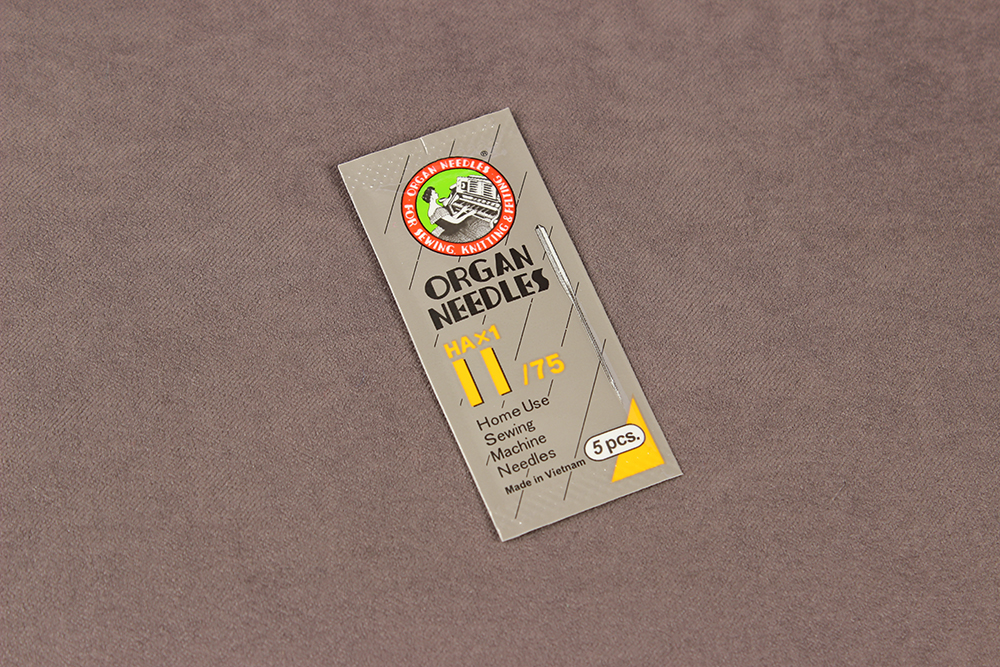 ORGAN NEEDLES ®
FOR SEWING, KNITTING & FELTING
ORGAN
NEEDLES
HAX1
11/75
Home Use
Sewing
Machine
Needles
5 pcs.
Made in Vietnam